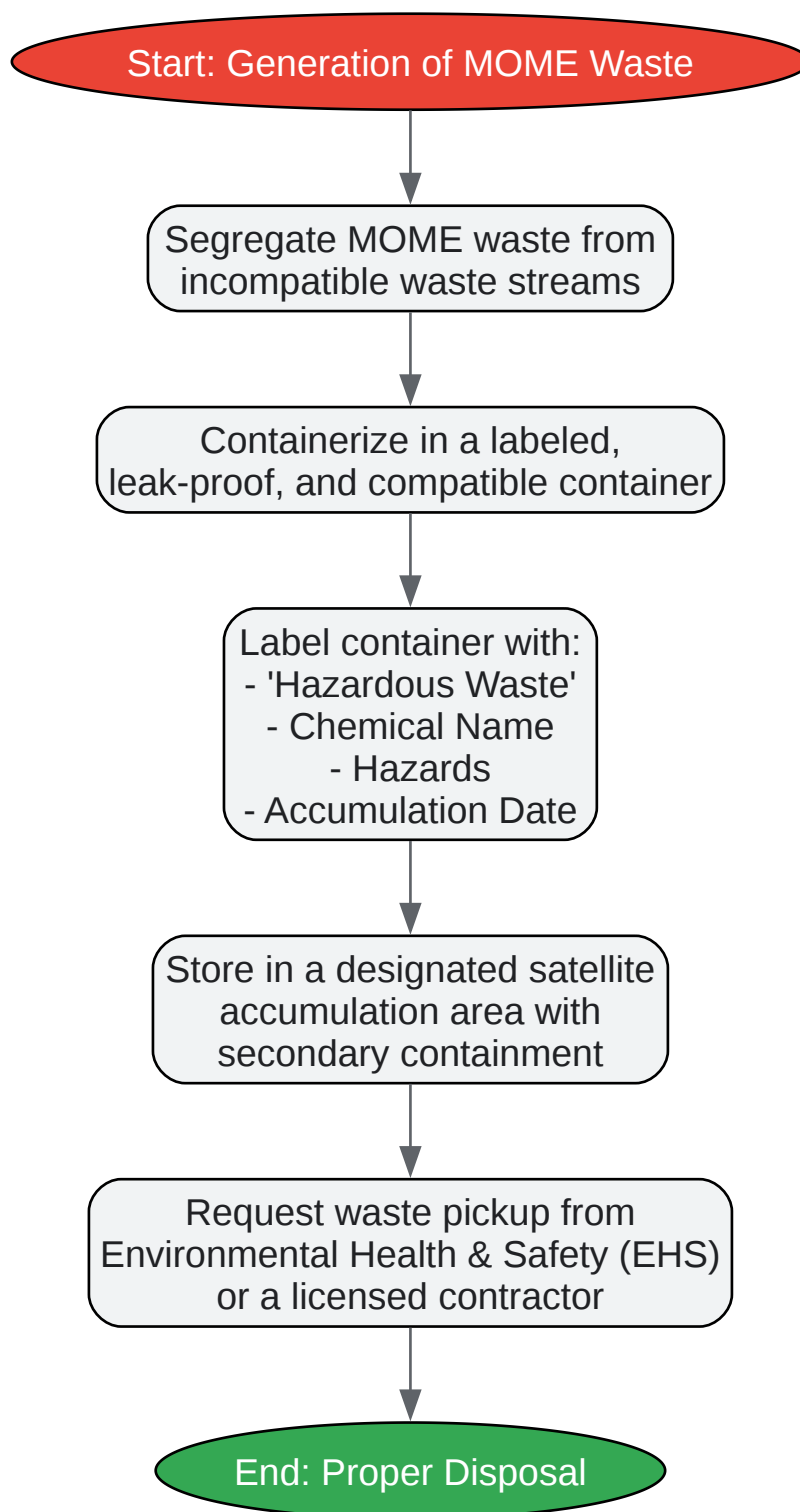 Start: Generation of MOME Waste
Segregate MOME waste from
incompatible waste streams
Containerize in a labeled,
leak-proof, and compatible container
Label container with:
- 'Hazardous Waste'
- Chemical Name
- Hazards
- Accumulation Date
Store in a designated satellite
accumulation area with
secondary containment
Request waste pickup from
Environmental Health & Safety (EHS)
or a licensed contractor
End: Proper Disposal